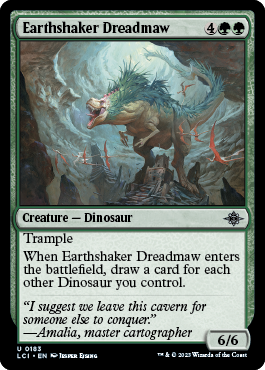 Earthshaker Dreadmaw 4
Creature — Dinosaur
Trample
When Earthshaker Dreadmaw enters
the battlefield, draw a card for each
other Dinosaur you control.
“I suggest we leave this cavern for
someone else to conquer.”
—Amalia, master cartographer
6/6
U 0183
LCI • EN Jesper Ejsing
™ & © 2023 Wizards of the Coast